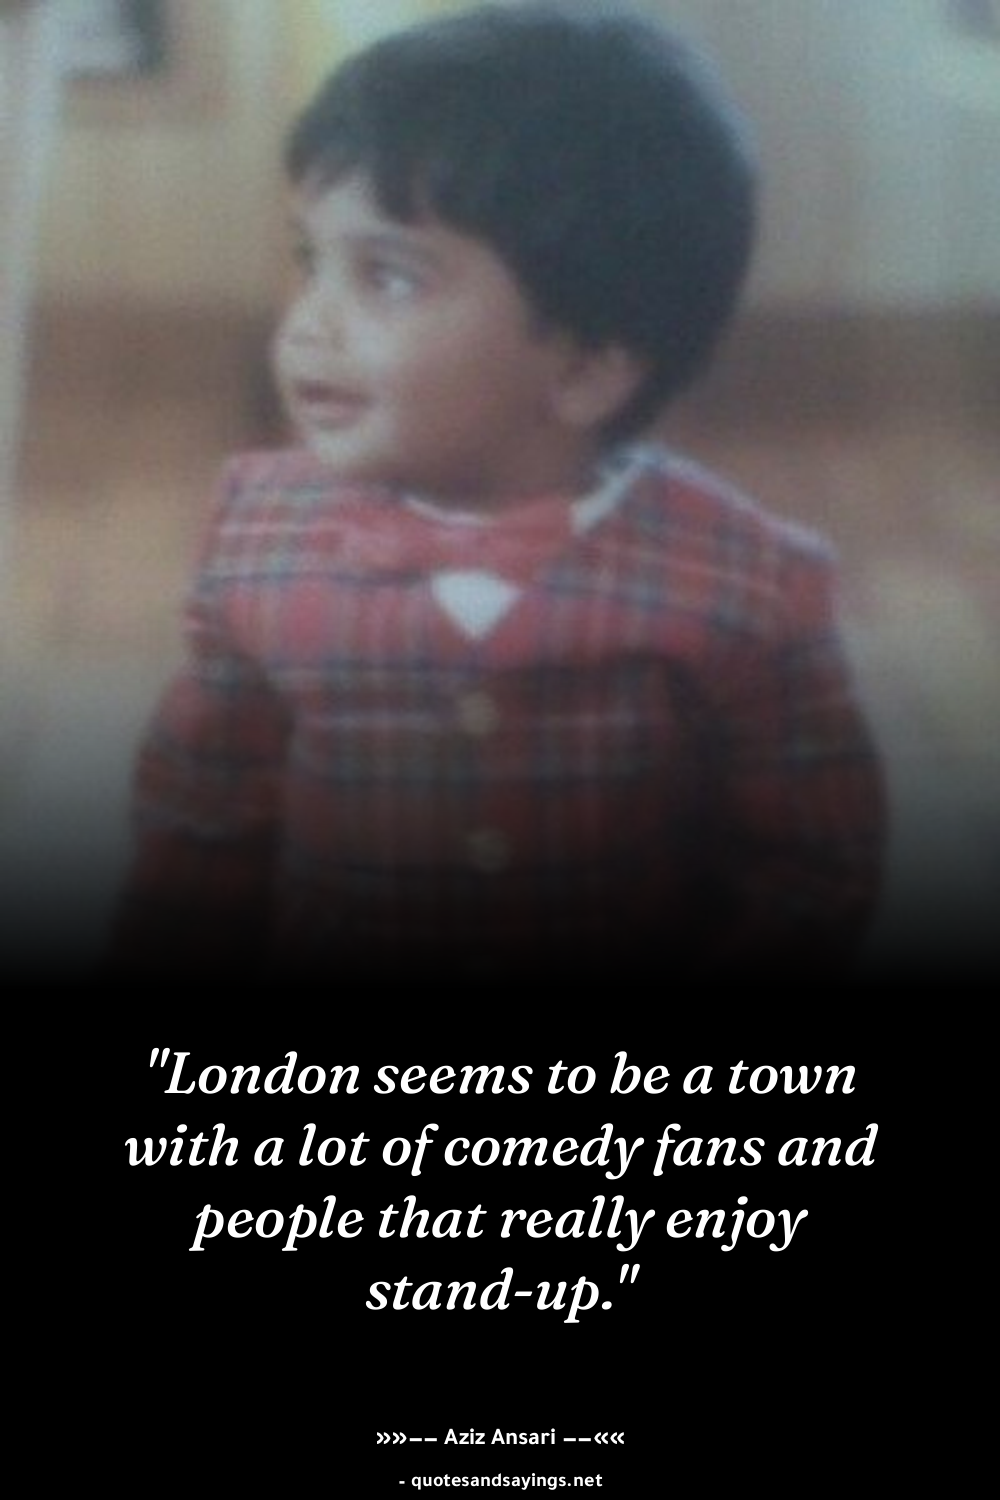 "London seems to be a town
with a lot of comedy fans and
people that really enjoy
stand-up."
»»–– Aziz Ansari ––««
- quotesandsayings.net